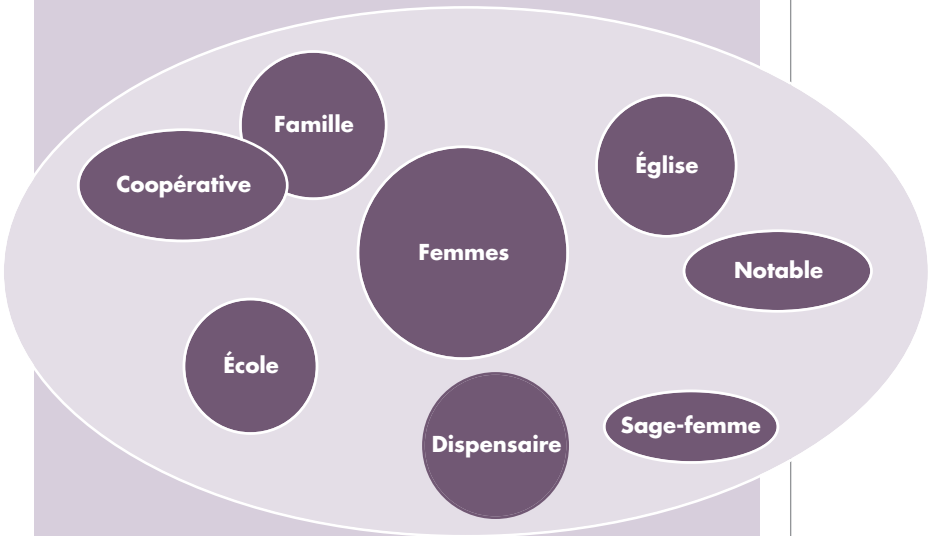 Famille
Église
Coopérative
Femmes
Notable
École
Sage-femme
Dispensaire